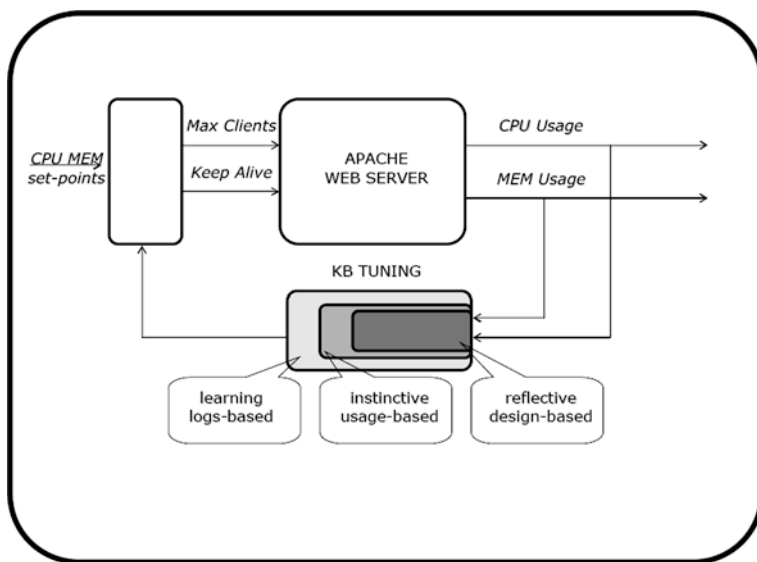 Max Clients
CPU Usage
CPU MEM
set-points
Keep Alive
APACHE
WEB SERVER
MEM Usage
KB TUNING
learning
logs-based
instinctive
usage-based
reflective
design-based